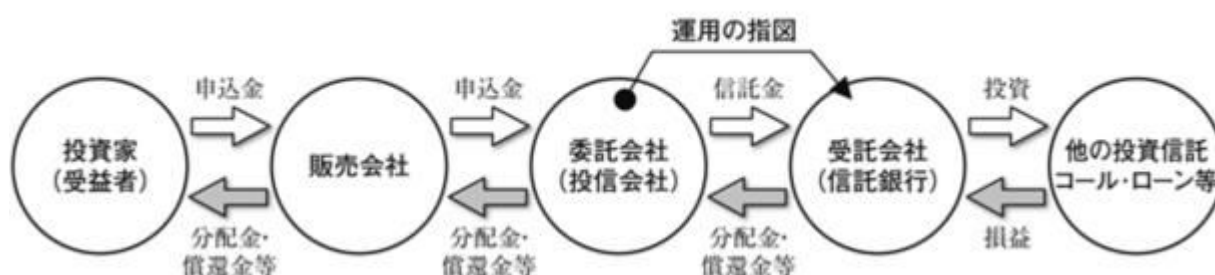 運用の指図
申込金
申込金
信託金
投資
投資家
(受益者)
販売会社
委託会社
(投信会社)
受託会社
(信託銀行)
他の投資信託
コール・ローン等
分配金・
償還金等
分配金・
償還金等
分配金・
償還金等
損益